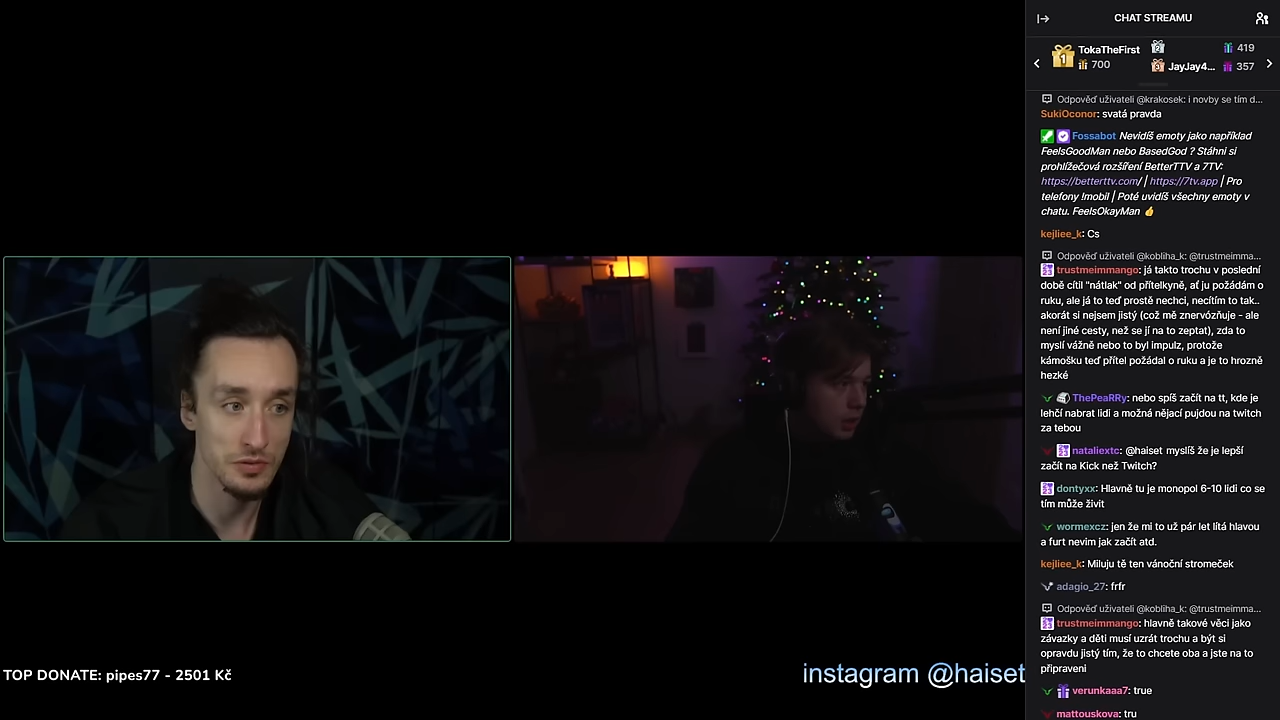 CHAT STREAMU
TokaTheFirst
700
419
JayJay4...
357
Odpověď uživateli @krakosek: i novby se tím d...
SukiOconor: svatá pravda
Fossabot Nevidíš emoty jako například
FeelsGoodMan nebo BasedGod ? Stáhni si
prohlížečová rozšíření BetterTTV a 7TV:
https://betterttv.com/ | https://7tv.app | Pro
telefony !mobil | Poté uvidíš všechny emoty v
chatu. FeelsOkayMan 👍
kejliee_k: Cs
Odpověď uživateli @kobliha_k: @trustmeimma...
trustmeimmango: já takto trochu v poslední
době cítil "nátlak" od přítelkyně, ať ju požádám o
ruku, ale já to teď prostě nechci, necítím to tak..
akorát si nejsem jistý (což mě znervózňuje - ale
není jiné cesty, než se jí na to zeptat), zda to
myslí vážně nebo to byl impulz, protože
kámošku teď přítel požádal o ruku a je to hrozně
hezké
ThePeaRRy: nebo spíš začít na tt, kde je
lehčí nabrat lidi a možná nějací pujdou na twitch
za tebou
nataliextc: @haiset myslíš že je lepší
začít na Kick než Twitch?
dontyxx: Hlavně tu je monopol 6-10 lidi co se
tím může živit
wormexcz: jen že mi to už pár let lítá hlavou
a furt nevim jak začít atd.
kejliee_k: Miluju tě ten vánoční stromeček
adagio_27: frfr
Odpověď uživateli @kobliha_k: @trustmeimma...
trustmeimmango: hlavně takové věci jako
závazky a děti musí uzrát trochu a být si
opravdu jistý tím, že to chcete oba a jste na to
připraveni
verunkaaa7: true
mattouskova: tru
TOP DONATE: pipes77 - 2501 Kč
instagram @haiset